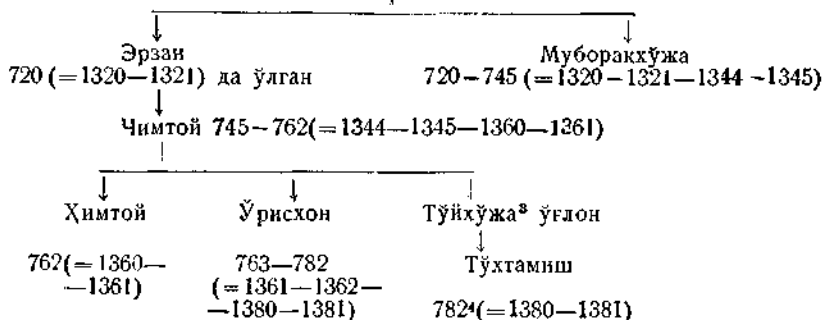 Эрзан
Муборакхўжа
720 (=1320—1321) да ўлган
720–745 (=1320–1321—1344–1345)
Чимтой 745–762(=1344—1345—1360—1361)
Ҳимтой
Ўрисхон
Тўйхўжа³ ўғлон
762(=1360—
—1361)
763—782
(=1361—1362—
—1380—1381)
Тўхтамиш
782⁴(=1380—1381)